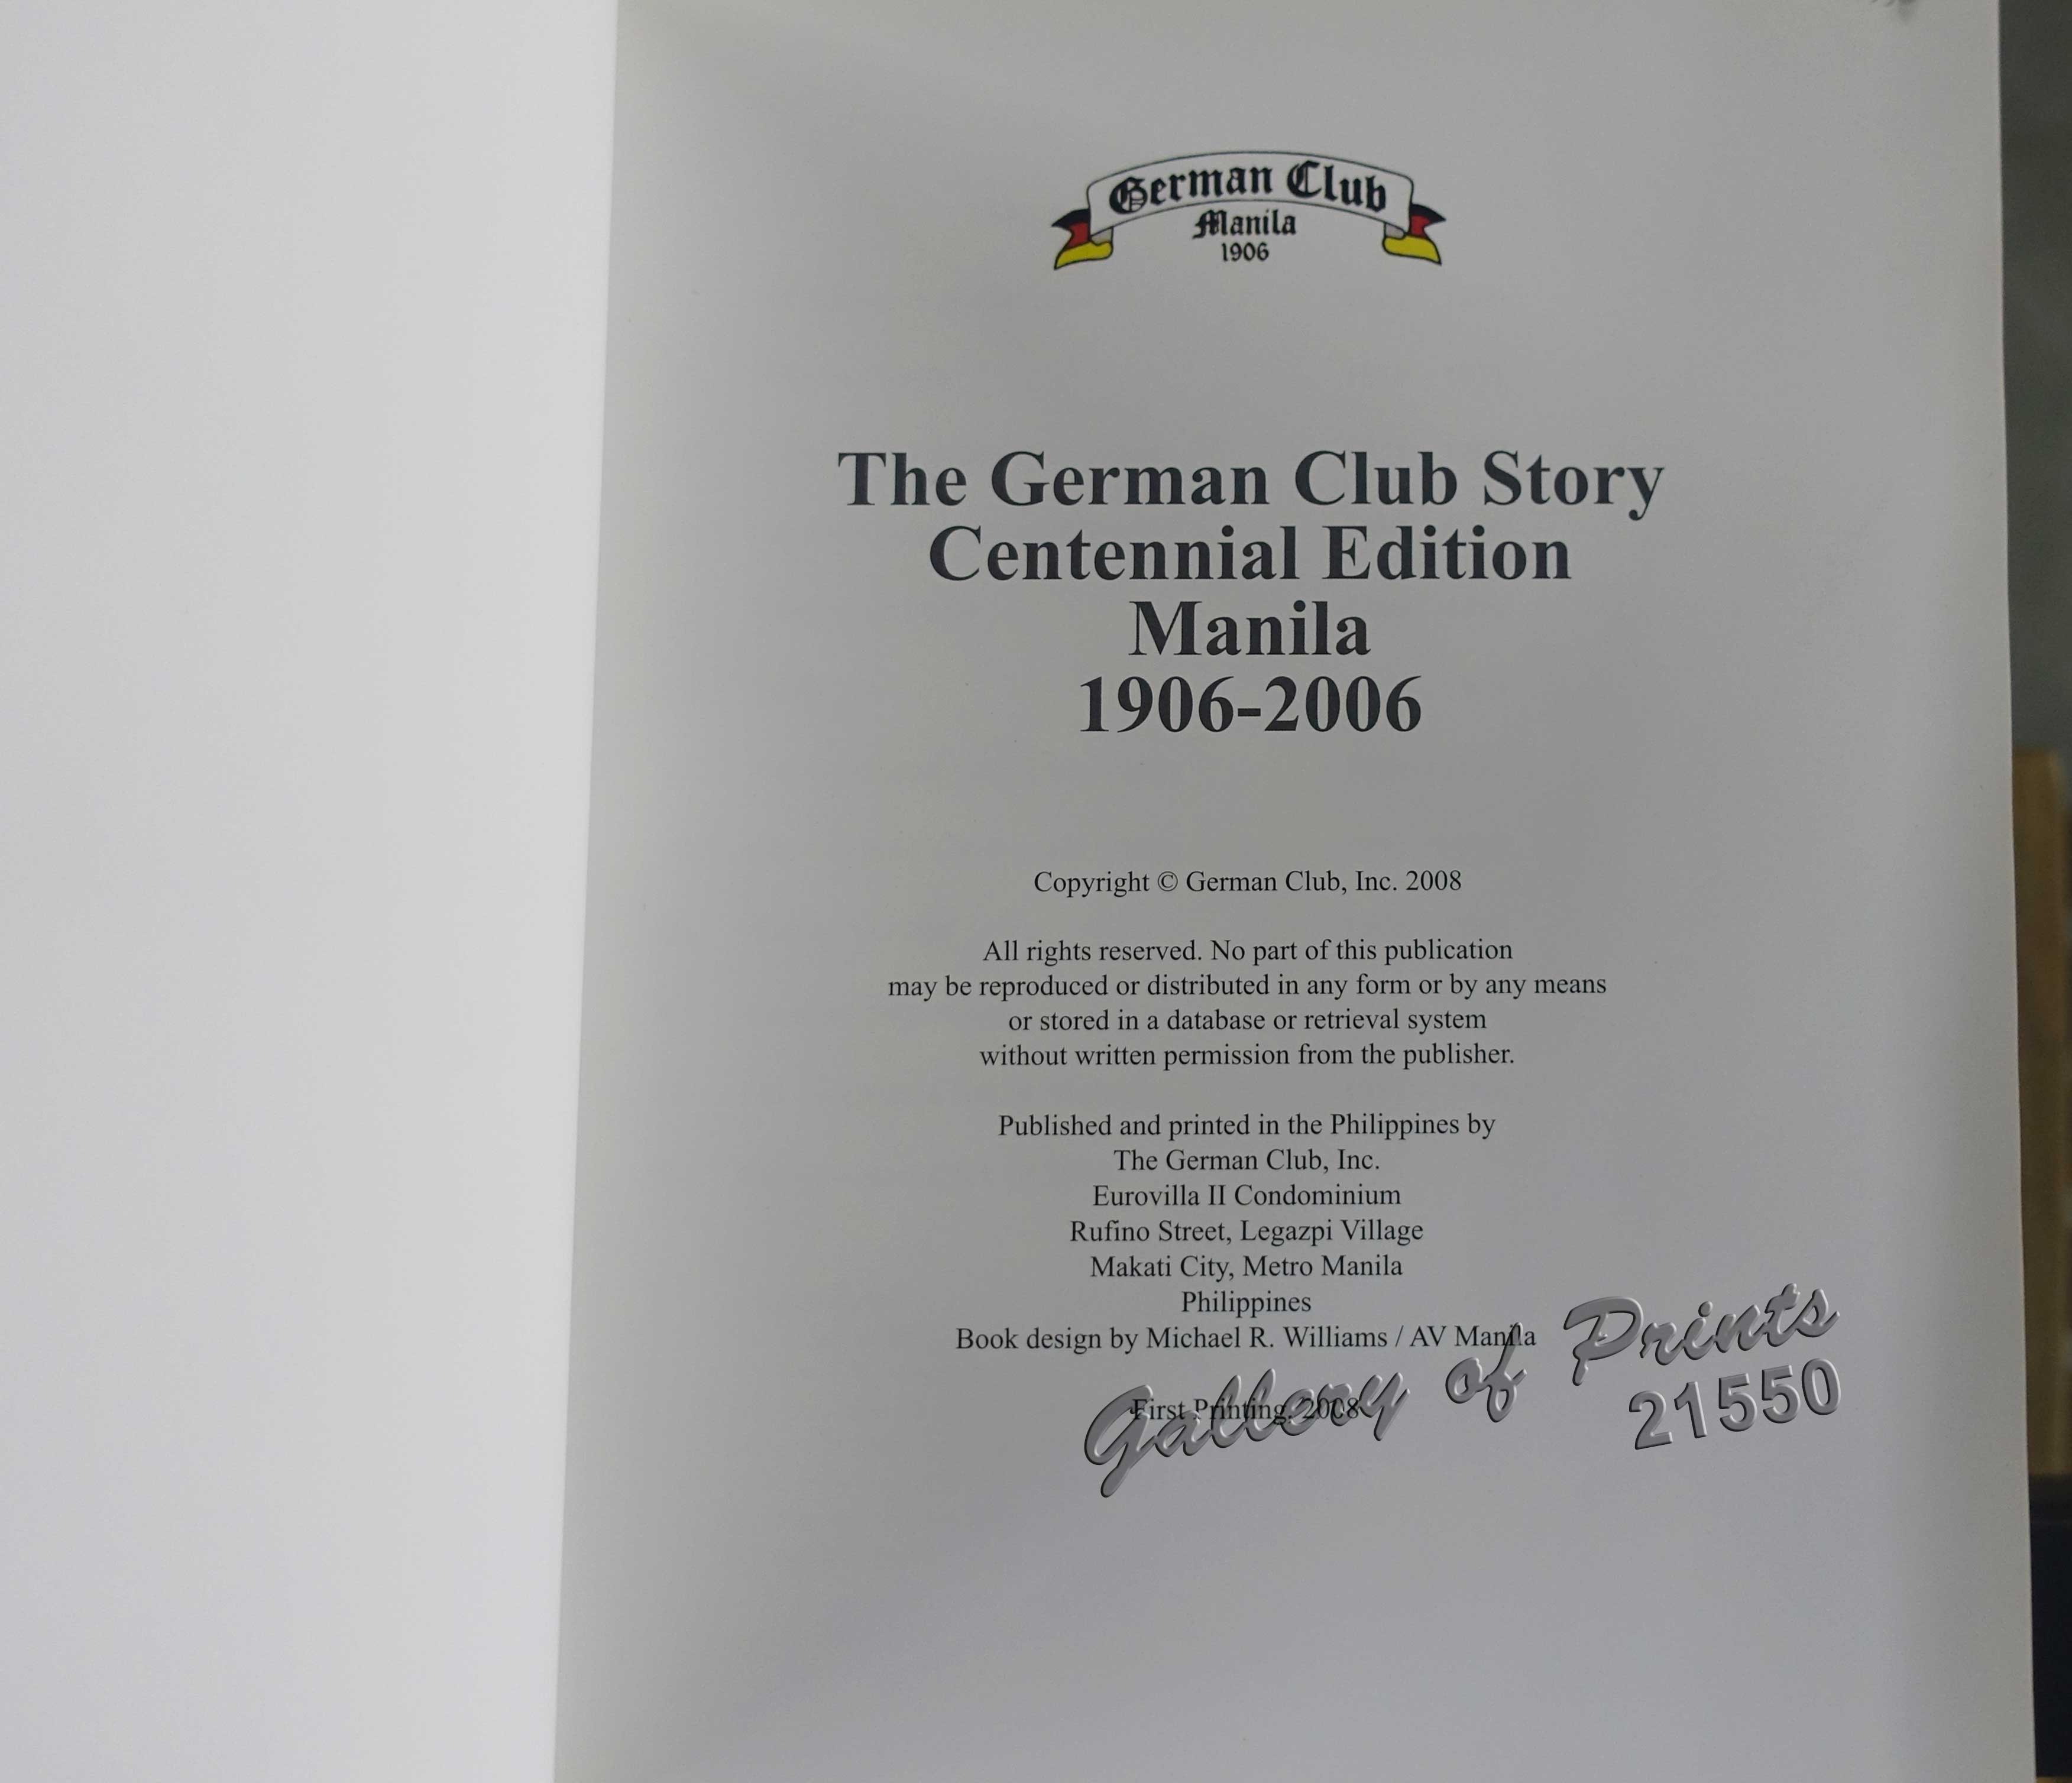 German Club
Manila
1906
The German Club Story
Centennial Edition
Manila
1906-2006
Copyright © German Club, Inc. 2008
All rights reserved. No part of this publication
may be reproduced or distributed in any form or by any means
or stored in a database or retrieval system
without written permission from the publisher.
Published and printed in the Philippines by
The German Club, Inc.
Eurovilla II Condominium
Rufino Street, Legazpi Village
Makati City, Metro Manila
Philippines
Book design by Michael R. Williams / AV Manila
First Printing, 2008
Gallery of Prints
21550